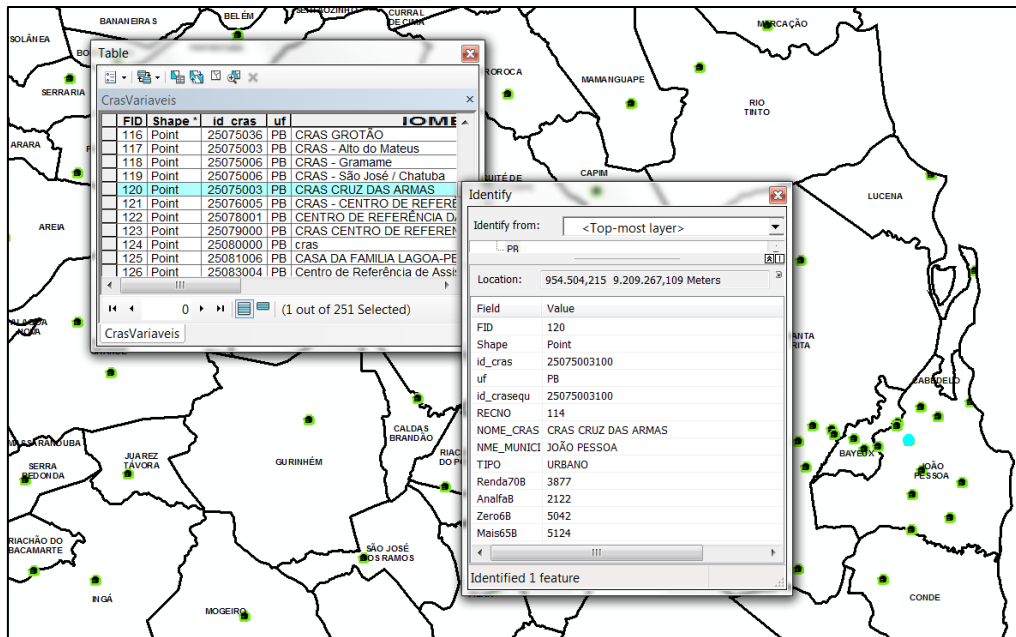 BANANEIRAS
BELÉM
CURRAL
DE CIMA
MARCAÇÃO
SOLÂNEA
SERRARIA
MAMANGUAPE
RIO
TINTO
ARARA
CAPIM
LUCENA
AREIA
Table
CrasVariaveis
FID Shape * id_cras uf
116 Point 25075036 PB CRAS GROTÃO
117 Point 25075003 PB CRAS - Alto do Mateus
118 Point 25075006 PB CRAS - Gramame
119 Point 25075006 PB CRAS - São José / Chatuba
120 Point 25075003 PB CRAS CRUZ DAS ARMAS
121 Point 25076005 PB CRAS - CENTRO DE REFERÊ
122 Point 25078001 PB CENTRO DE REFERÊNCIA DA
123 Point 25079000 PB CRAS CENTRO DE REFEREN
124 Point 25080000 PB cras
125 Point 25081006 PB CASA DA FAMILIA LAGOA-PE
126 Point 25083004 PB Centro de Referência de Assis
0 (1 out of 251 Selected)
CrasVariaveis
Identify
Identify from: <Top-most layer>
PB
Location: 954.504,215 9.209.267,109 Meters
Field Value
FID 120
Shape Point
id_cras 25075003100
uf PB
id_crasequ 25075003100
RECNO 114
NOME_CRAS CRAS CRUZ DAS ARMAS
NME_MUNICI JOÃO PESSOA
TIPO URBANO
Renda70B 3877
AnalfaB 2122
Zero6B 5042
Mais65B 5124
Identified 1 feature
CABEDELO
BAYEUX
JOÃO
PESSOA
CALDAS
BRANDÃO
JUAREZ
TÁVORA
GURINHÉM
SERRA
REDONDA
RIACHÃO DO
BACAMARTE
SÃO JOSÉ
DOS RAMOS
INGÁ
MOGEIRO
CONDE